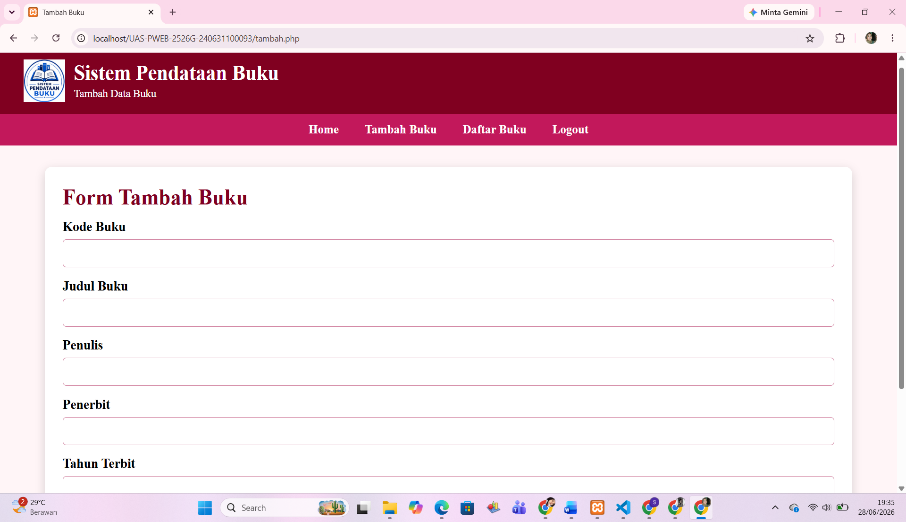 Tambah Buku
Minta Gemini
localhost/UAS-PWEB-2526G-240631100093/tambah.php
SISTEM
PENDATAAN
BUKU
Sistem Pendataan Buku
Tambah Data Buku
Home Tambah Buku Daftar Buku Logout
Form Tambah Buku
Kode Buku
Judul Buku
Penulis
Penerbit
Tahun Terbit
2
29°C
Berawan
Search
19:35
28/06/2026